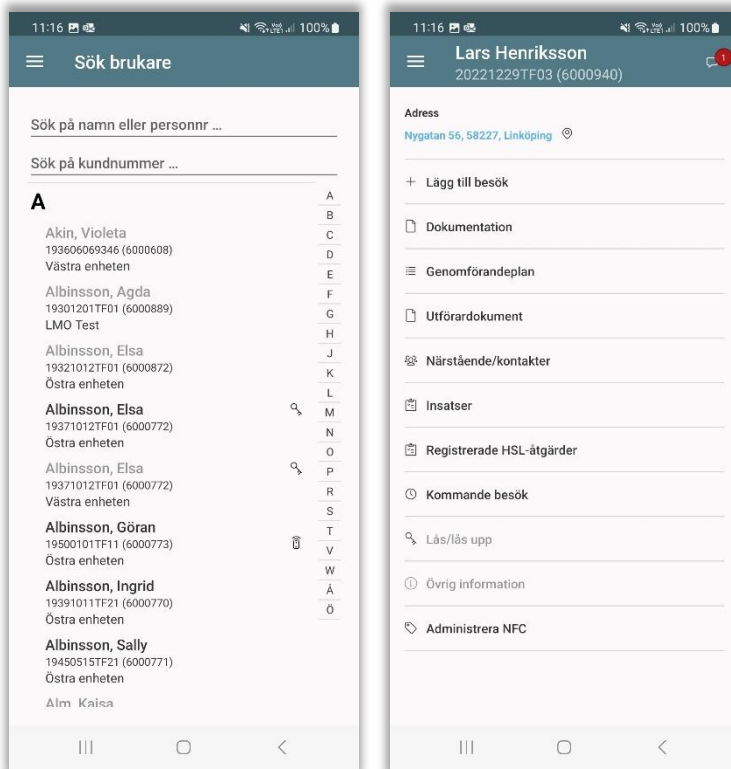 11:16 100%
Sök brukare
Sök på namn eller personnr ...
Sök på kundnummer ...
A
Akin, Violeta
193606069346 (6000608)
Västra enheten
Albinsson, Agda
19301201TF01 (6000889)
LMO Test
Albinsson, Elsa
19321012TF01 (6000872)
Östra enheten
Albinsson, Elsa
19371012TF01 (6000772)
Östra enheten
Albinsson, Elsa
19371012TF01 (6000772)
Västra enheten
Albinsson, Göran
19500101TF11 (6000773)
Östra enheten
Albinsson, Ingrid
19391011TF21 (6000770)
Östra enheten
Albinsson, Sally
19450515TF21 (6000771)
Östra enheten
Alm, Kaisa
A
B
C
D
E
F
G
H
J
K
L
M
N
O
P
R
S
T
V
W
Å
Ö
11:16 100%
Lars Henriksson
20221229TF03 (6000940)
1
Adress
Nygatan 56, 58227, Linköping
Lägg till besök
Dokumentation
Genomförandeplan
Utförardokument
Närstående/kontakter
Insatser
Registrerade HSL-åtgärder
Kommande besök
Lås/lås upp
Övrig information
Administrera NFC